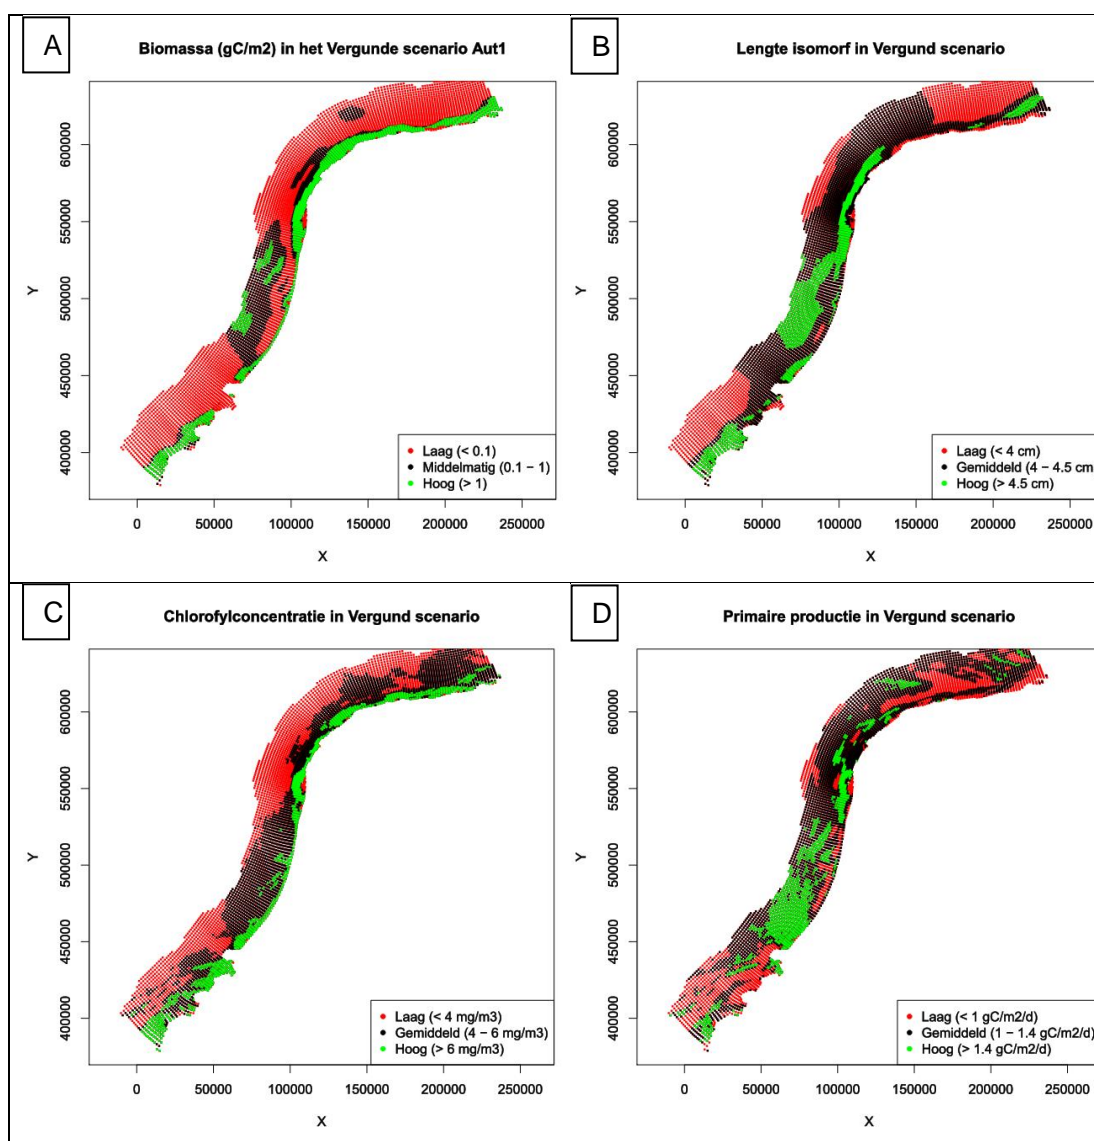 A
Biomassa (gC/m2) in het Vergunde scenario Aut1
Y
600000
550000
500000
450000
400000
Laag (< 0.1)
Middelmatig (0.1 − 1)
Hoog (> 1)
0 50000 100000 150000 200000 250000
X
B
Lengte isomorf in Vergund scenario
Y
600000
550000
500000
450000
400000
Laag (< 4 cm)
Gemiddeld (4 − 4.5 cm
Hoog (> 4.5 cm)
0 50000 100000 150000 200000 250000
X
C
Chlorofylconcentratie in Vergund scenario
Y
600000
550000
500000
450000
400000
Laag (< 4 mg/m3)
Gemiddeld (4 − 6 mg/m3)
Hoog (> 6 mg/m3)
0 50000 100000 150000 200000 250000
X
D
Primaire productie in Vergund scenario
Y
600000
550000
500000
450000
400000
Laag (< 1 gC/m2/d)
Gemiddeld (1 − 1.4 gC/m2/d)
Hoog (> 1.4 gC/m2/d)
0 50000 100000 150000 200000 250000
X